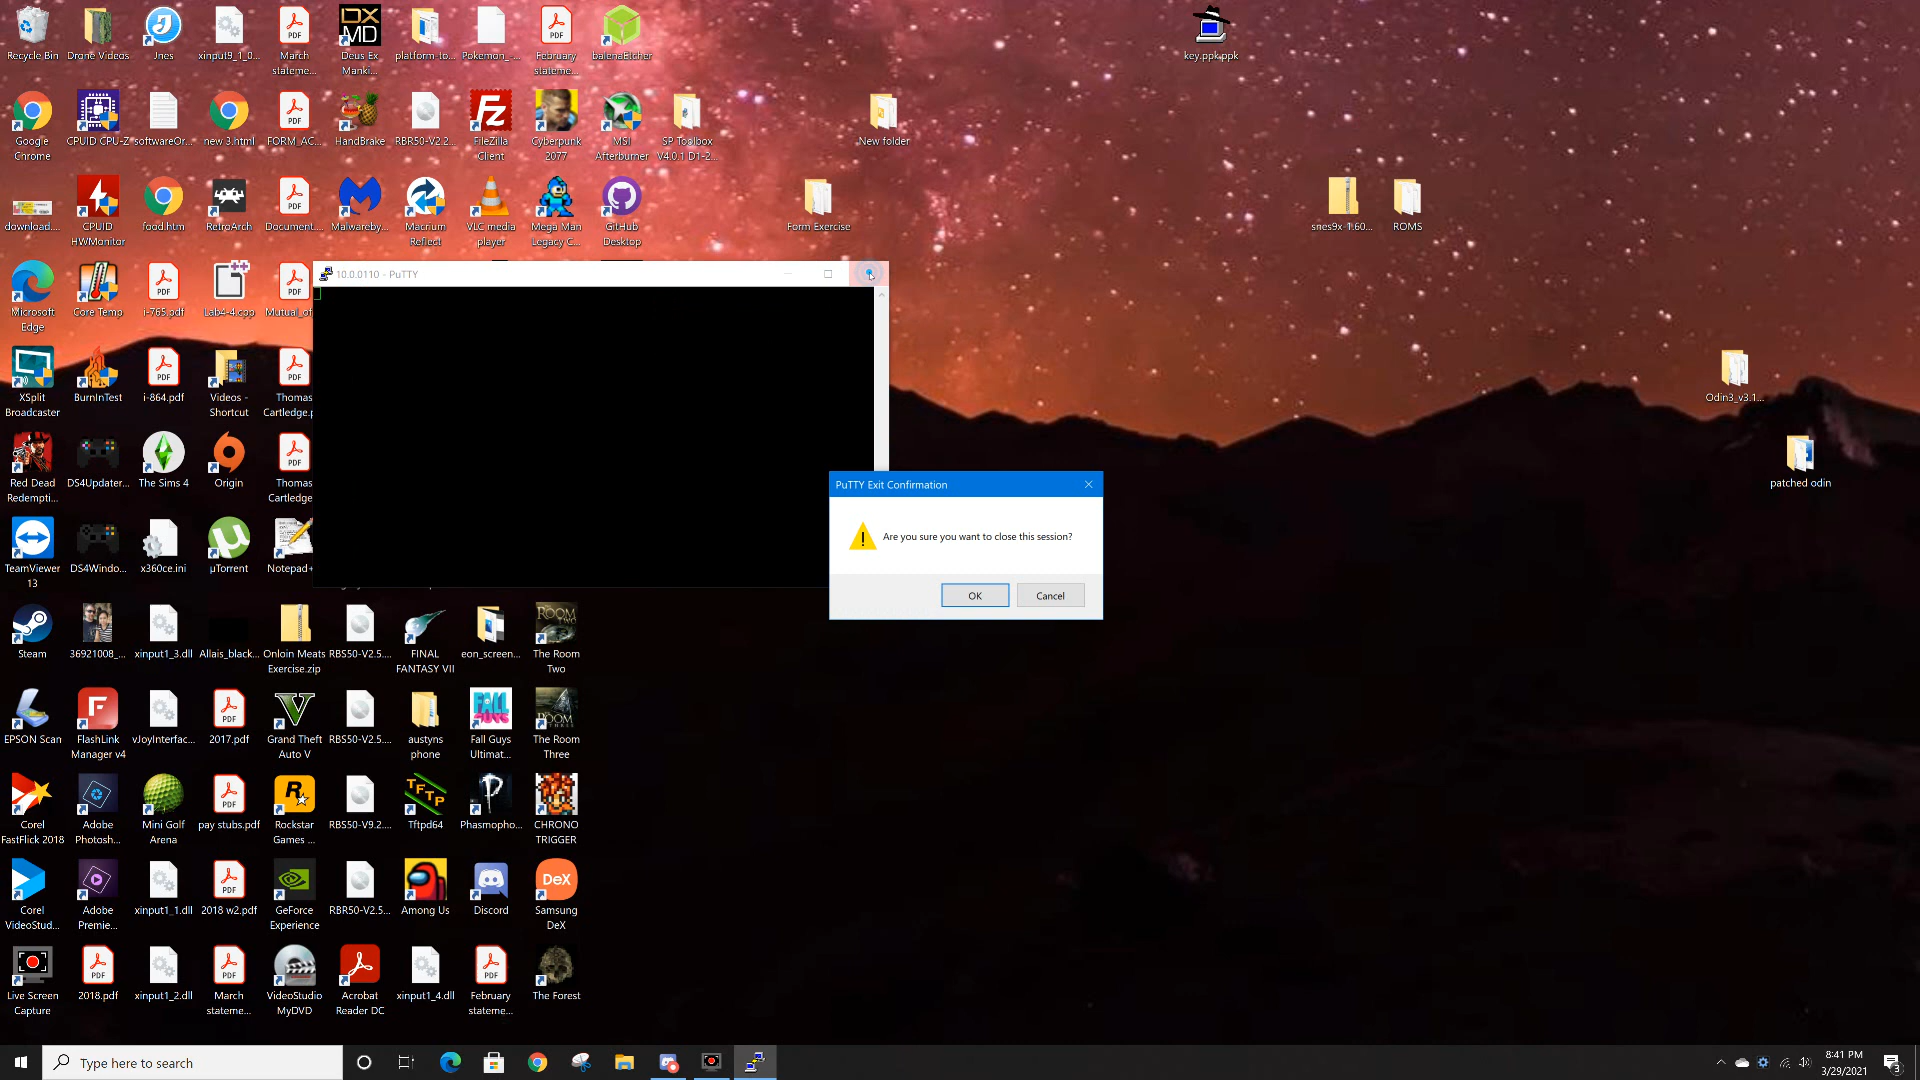 Recycle Bin
Drone Videos
Jnes
xinput9_1_0...
March
stateme...
Deus Ex
Manki...
platform-to...
Pokemon_-...
February
stateme...
balenaEtcher
key.ppk.ppk
Google
Chrome
CPUID CPU-Z
softwareOr...
new 3.html
FORM_AC...
HandBrake
RBR50-V2.2...
FileZilla
Client
Cyberpunk
2077
MSI
Afterburner
SP Toolbox
V4.0.1 D1-2...
New folder
download....
CPUID
HWMonitor
food.htm
RetroArch
Document...
Malwareby...
Macrium
Reflect
VLC media
player
Mega Man
Legacy C...
GitHub
Desktop
Form Exercise
snes9x-1.60...
ROMS
Microsoft
Edge
Core Temp
i-765.pdf
Lab4-4.cpp
Mutual_of
10.0.0110 - PuTTY
XSplit
Broadcaster
BurnInTest
i-864.pdf
Videos -
Shortcut
Thomas
Cartledge.p
Odin3_v3.1...
Red Dead
Redempti...
DS4Updater...
The Sims 4
Origin
Thomas
Cartledge
patched odin
PuTTY Exit Confirmation
Are you sure you want to close this session?
OK
Cancel
TeamViewer
13
DS4Windo...
x360ce.ini
µTorrent
Notepad+
Steam
36921008_...
xinput1_3.dll
Allais_black...
Onloin Meats
Exercise.zip
RBS50-V2.5....
FINAL
FANTASY VII
eon_screen...
The Room
Two
EPSON Scan
FlashLink
Manager v4
vJoyInterfac...
2017.pdf
Grand Theft
Auto V
RBS50-V2.5....
austyns
phone
Fall Guys
Ultimat...
The Room
Three
Corel
FastFlick 2018
Adobe
Photosh...
Mini Golf
Arena
pay stubs.pdf
Rockstar
Games ...
RBS50-V9.2....
Tftpd64
Phasmopho...
CHRONO
TRIGGER
Corel
VideoStud...
Adobe
Premie...
xinput1_1.dll
2018 w2.pdf
GeForce
Experience
RBR50-V2.5...
Among Us
Discord
Samsung
DeX
Live Screen
Capture
2018.pdf
xinput1_2.dll
March
stateme...
VideoStudio
MyDVD
Acrobat
Reader DC
xinput1_4.dll
February
stateme...
The Forest
Type here to search
8:41 PM
3/29/2021
3